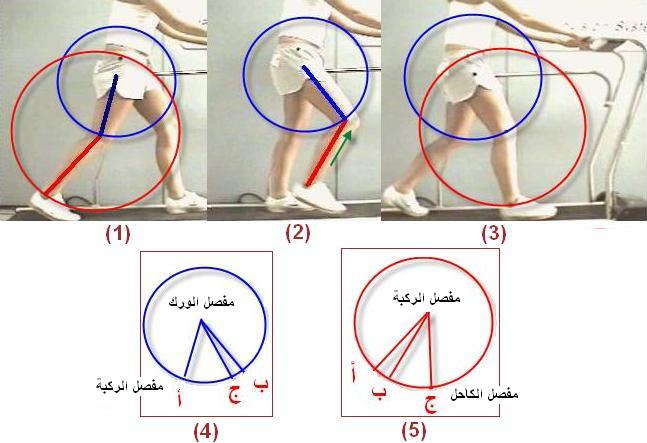 (1)
(2)
(3)
مفصل الورك
مفصل الركبة
أ
ج
ب
(4)
مفصل الركبة
أ
ب
ج
مفصل الكاحل
(5)